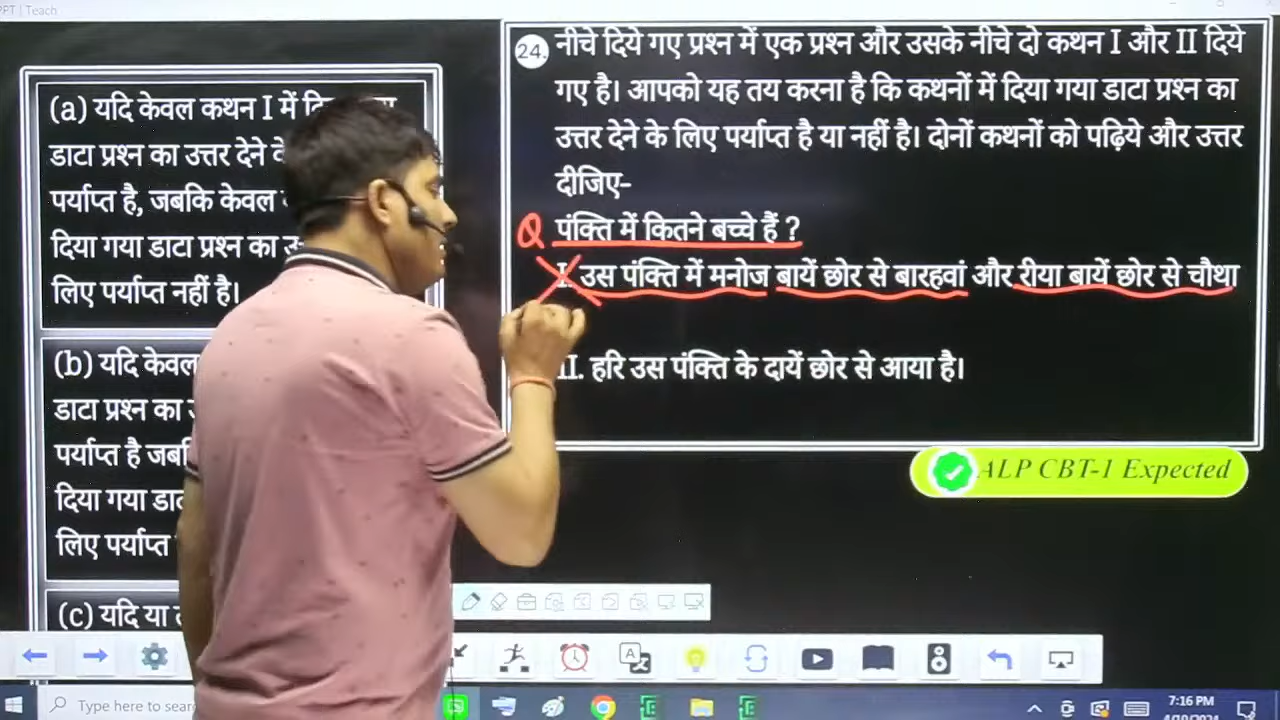 PPT | Teach
(a) यदि केवल कथन I में
डाटा प्रश्न का उत्तर देने
पर्याप्त है, जबकि केवल
दिया गया डाटा प्रश्न का
लिए पर्याप्त नहीं है।
(b) यदि केवल
डाटा प्रश्न का
पर्याप्त है जबकि
दिया गया डाटा
लिए पर्याप्त
(c) यदि या
24. नीचे दिये गए प्रश्न में एक प्रश्न और उसके नीचे दो कथन I और II दिये
गए है। आपको यह तय करना है कि कथनों में दिया गया डाटा प्रश्न का
उत्तर देने के लिए पर्याप्त है या नहीं है। दोनों कथनों को पढ़िये और उत्तर
दीजिए-
Q पंक्ति में कितने बच्चे हैं ?
I. उस पंक्ति में मनोज बायें छोर से बारहवां और रीया बायें छोर से चौथा
II. हरि उस पंक्ति के दायें छोर से आया है।
ALP CBT-1 Expected
Type here to search
7:16 PM